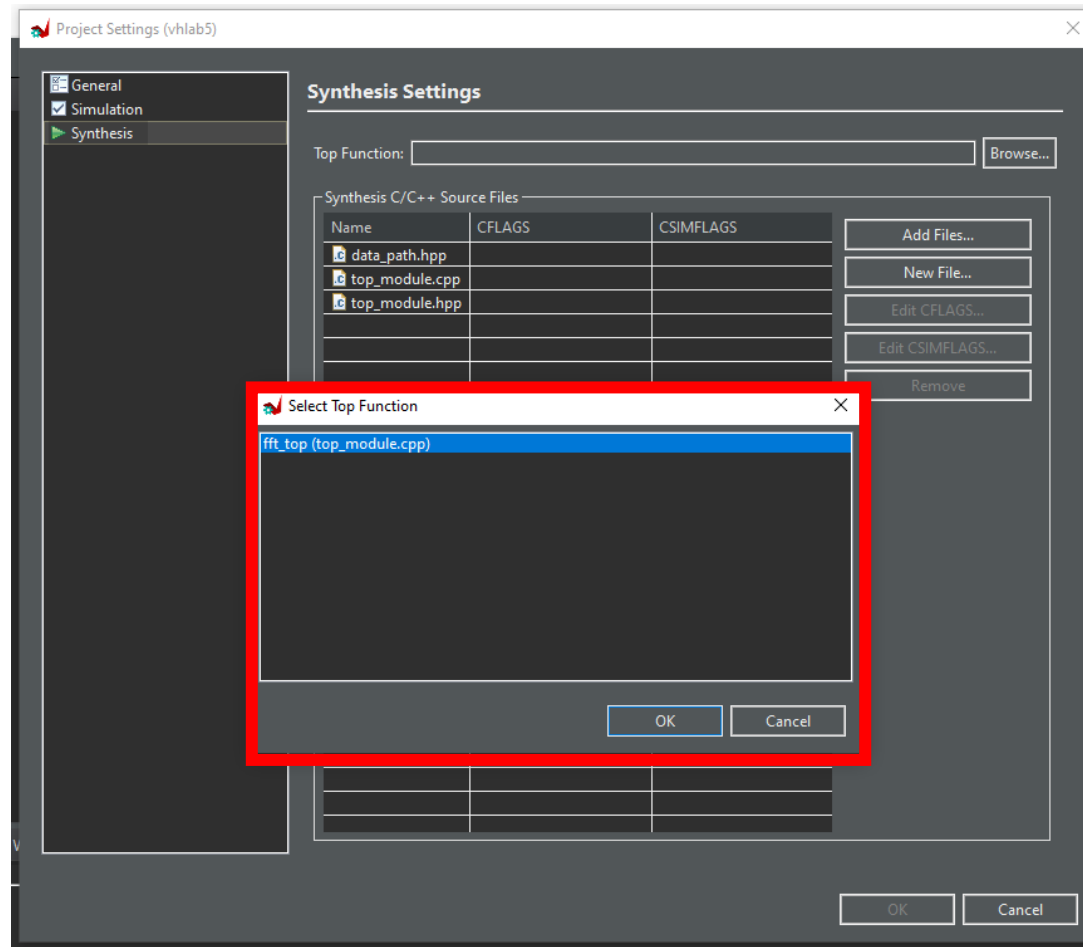 Project Settings (vhlab5)
General
Simulation
Synthesis
Synthesis Settings
Top Function:
Browse...
Synthesis C/C++ Source Files
Name CFLAGS CSIMFLAGS
data_path.hpp
top_module.cpp
top_module.hpp
Add Files...
New File...
Edit CFLAGS...
Edit CSIMFLAGS...
Remove
Select Top Function
fft_top (top_module.cpp)
OK Cancel
OK Cancel